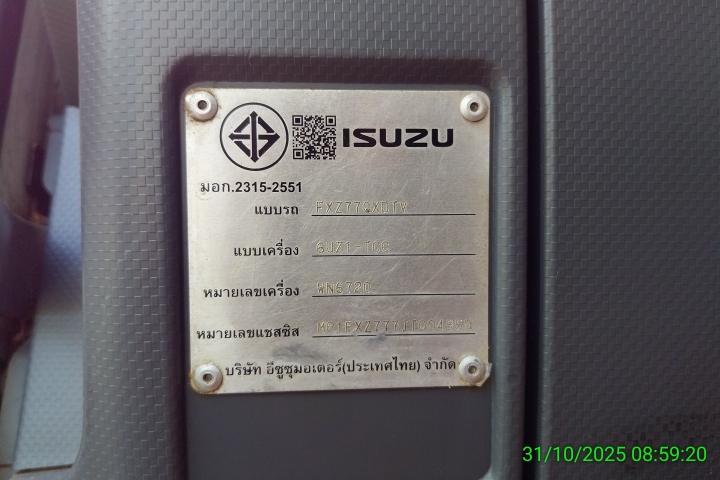 ISUZU
มอก.2315-2551
แบบรถ
แบบเครื่อง 6UZ1-TCC
หมายเลขเครื่อง
หมายเลขแชสซิส
บริษัท อีซูซุมอเตอร์(ประเทศไทย) จำกัด
31/10/2025 08:59:20